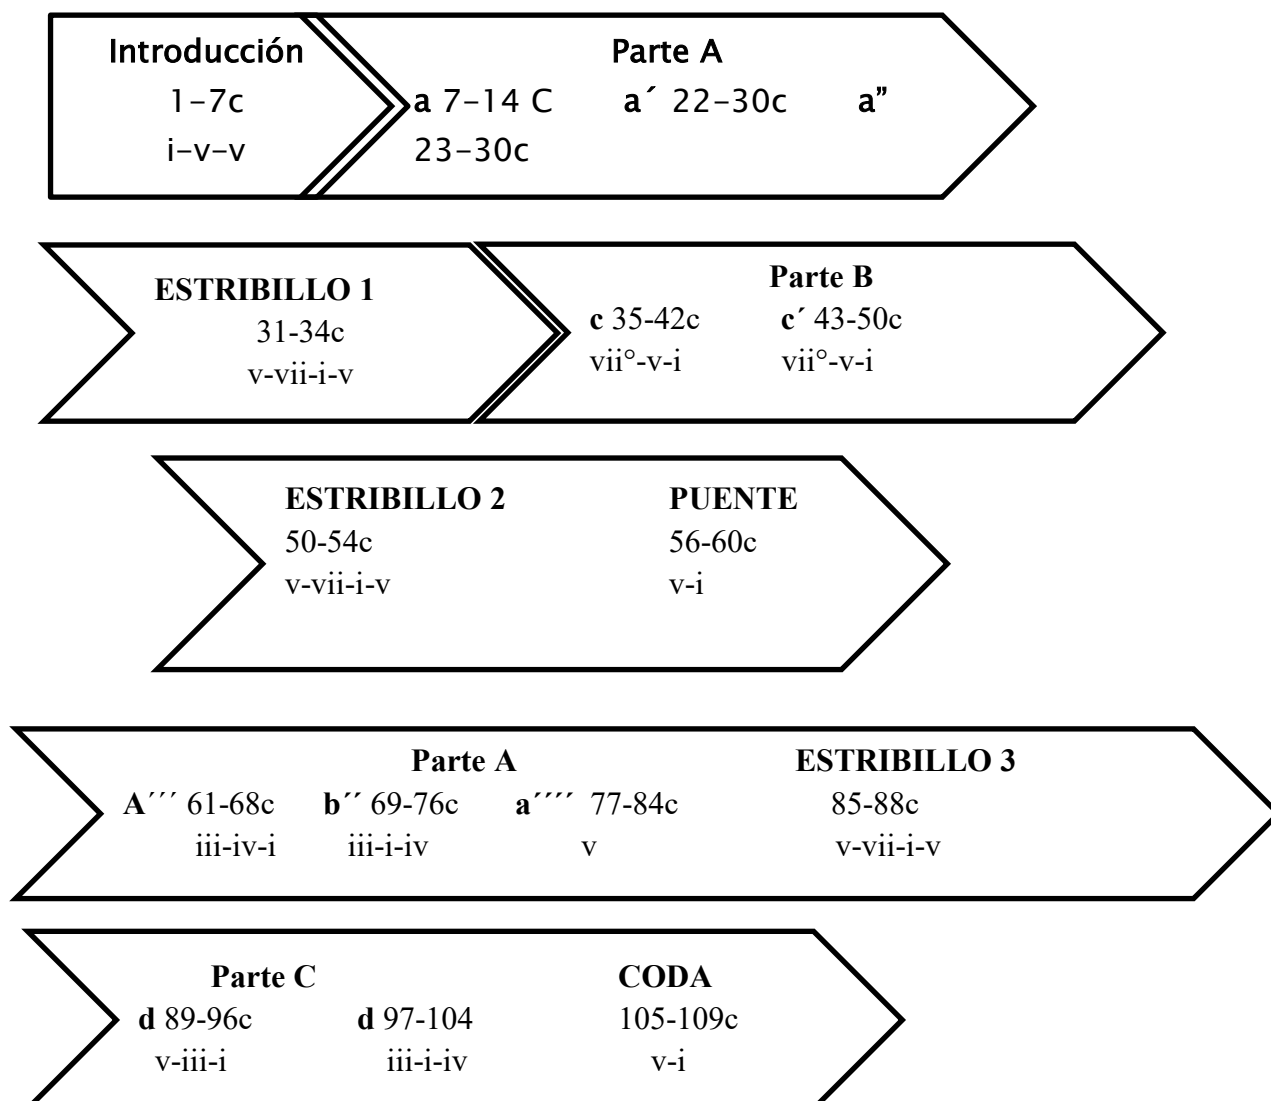 Introducción
1-7c
i-v-v
Parte A
a 7-14 C a´ 22-30c a”
23-30c
ESTRIBILLO 1
31-34c
v-vii-i-v
Parte B
c 35-42c c´ 43-50c
vii°-v-i vii°-v-i
ESTRIBILLO 2 PUENTE
50-54c 56-60c
v-vii-i-v v-i
Parte A ESTRIBILLO 3
A´´´ 61-68c b´´ 69-76c a´´´´ 77-84c 85-88c
iii-iv-i iii-i-iv v v-vii-i-v
Parte C CODA
d 89-96c d 97-104 105-109c
v-iii-i iii-i-iv v-i